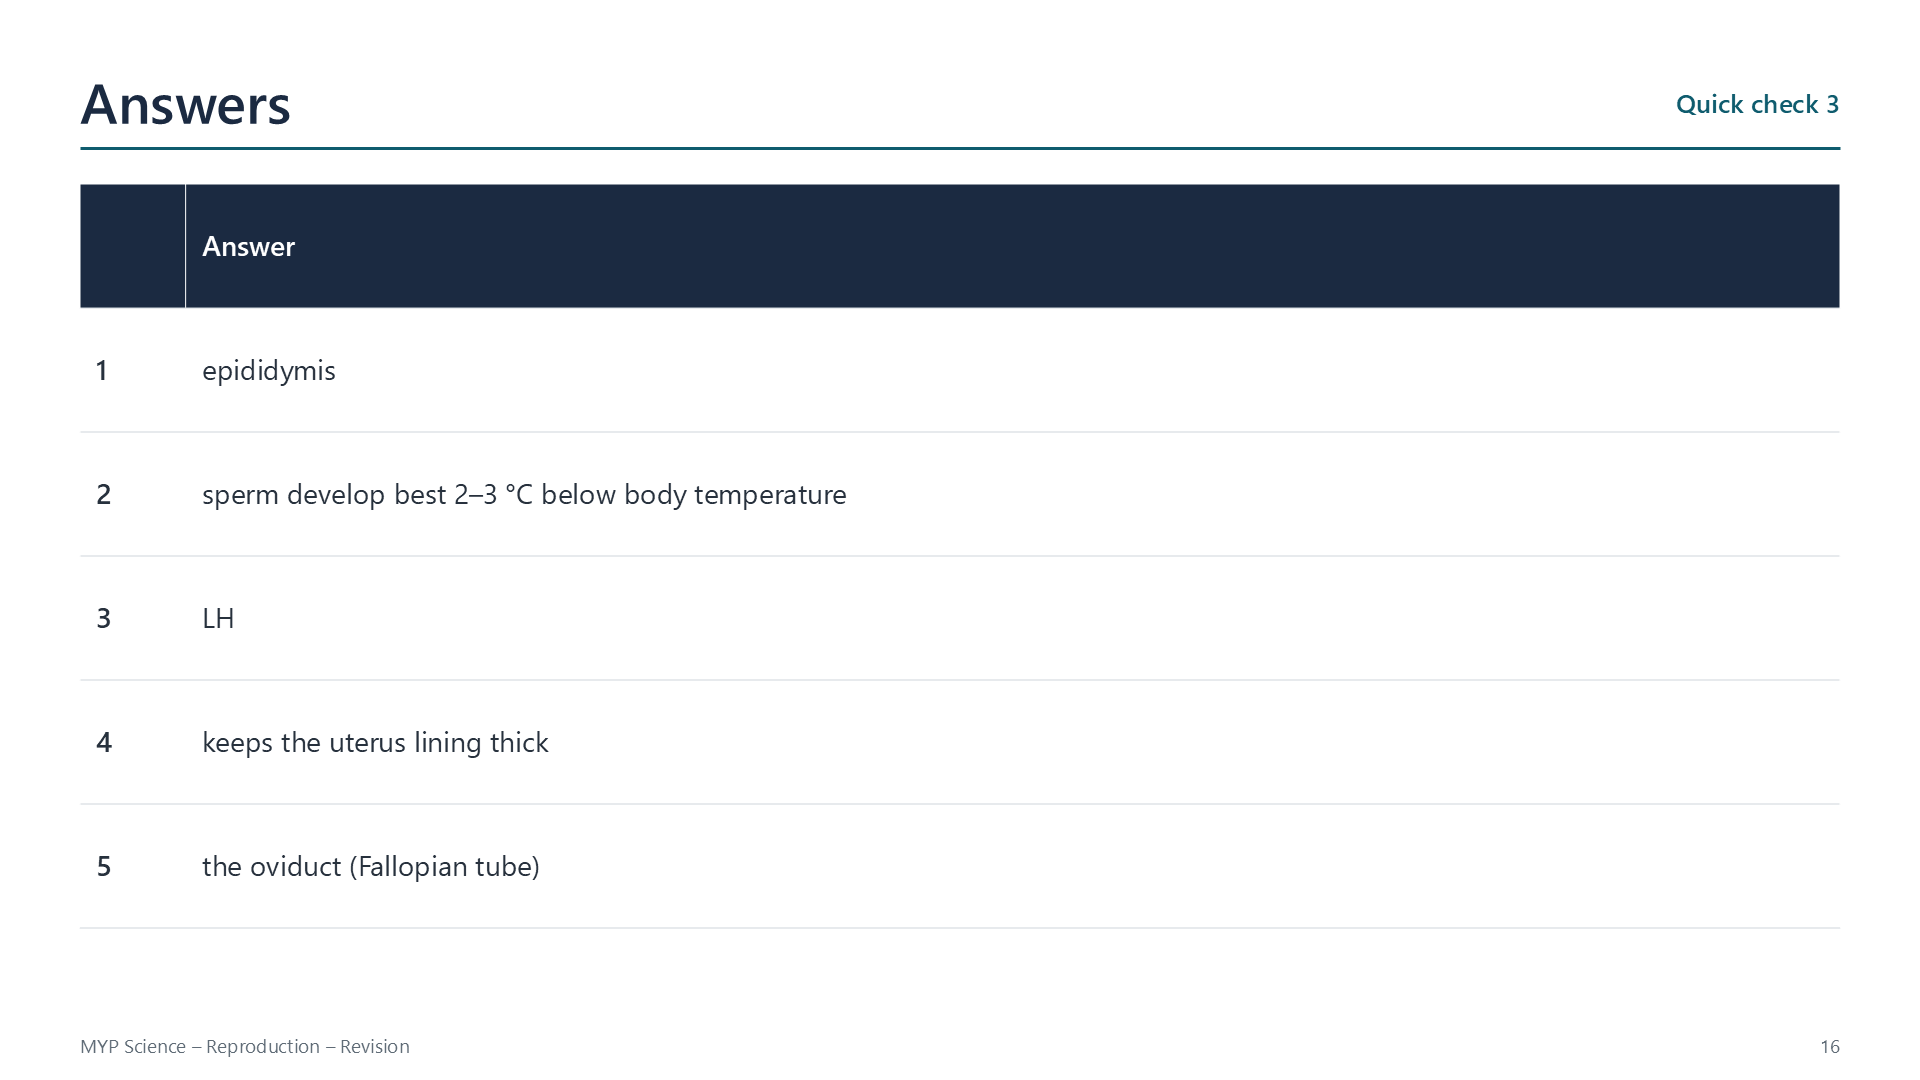 Answers
Quick check 3
Answer
1 epididymis
2 sperm develop best 2–3 °C below body temperature
3 LH
4 keeps the uterus lining thick
5 the oviduct (Fallopian tube)
MYP Science – Reproduction – Revision
16